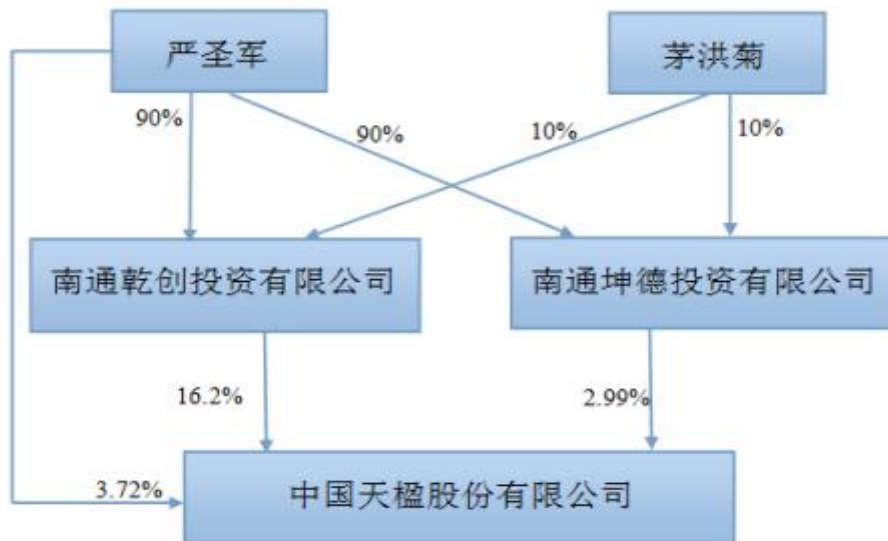 严圣军
茅洪菊
90%
90%
10%
10%
南通乾创投资有限公司
南通坤德投资有限公司
16.2%
2.99%
3.72%
中国天楹股份有限公司